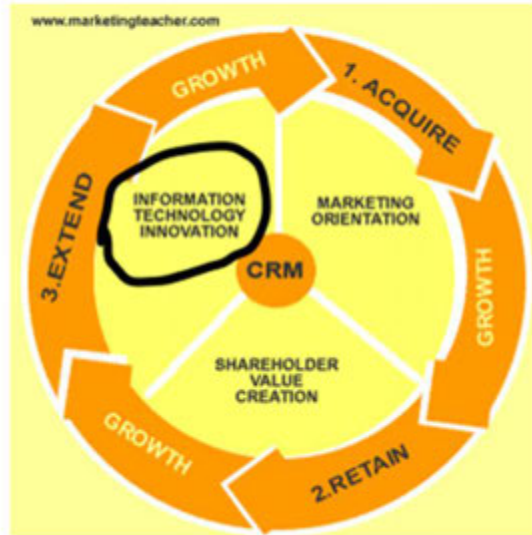 www.marketingteacher.com
GROWTH
1. ACQUIRE
GROWTH
2.RETAIN
GROWTH
3.EXTEND
INFORMATION
TECHNOLOGY
INNOVATION
MARKETING
ORIENTATION
CRM
SHAREHOLDER
VALUE
CREATION